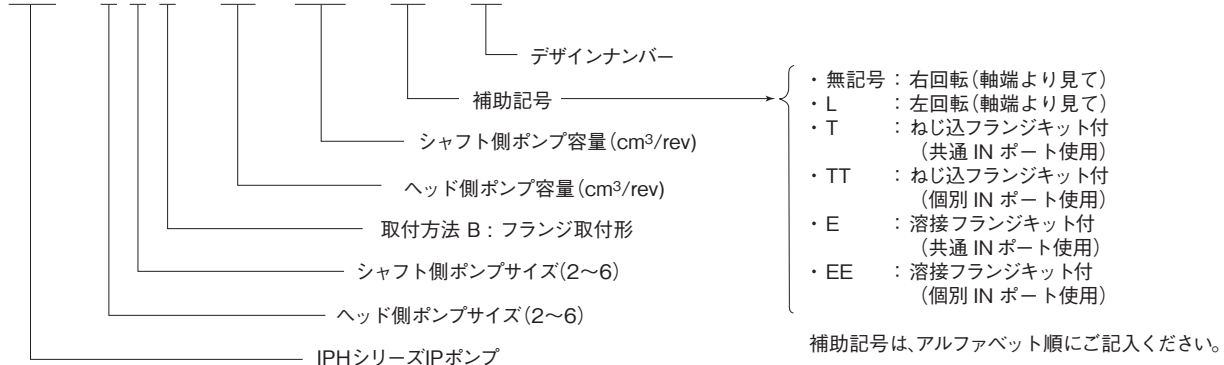 デザインナンバー
補助記号
シャフト側ポンプ容量(cm³/rev)
ヘッド側ポンプ容量(cm³/rev)
取付方法 B：フランジ取付形
シャフト側ポンプサイズ(2～6)
ヘッド側ポンプサイズ(2～6)
IPHシリーズIPポンプ
・無記号：右回転(軸端より見て)
・L：左回転(軸端より見て)
・T：ねじ込フランジキット付
(共通 IN ポート使用)
・TT：ねじ込フランジキット付
(個別 IN ポート使用)
・E：溶接フランジキット付
(共通 IN ポート使用)
・EE：溶接フランジキット付
(個別 IN ポート使用)
補助記号は、アルファベット順にご記入ください。